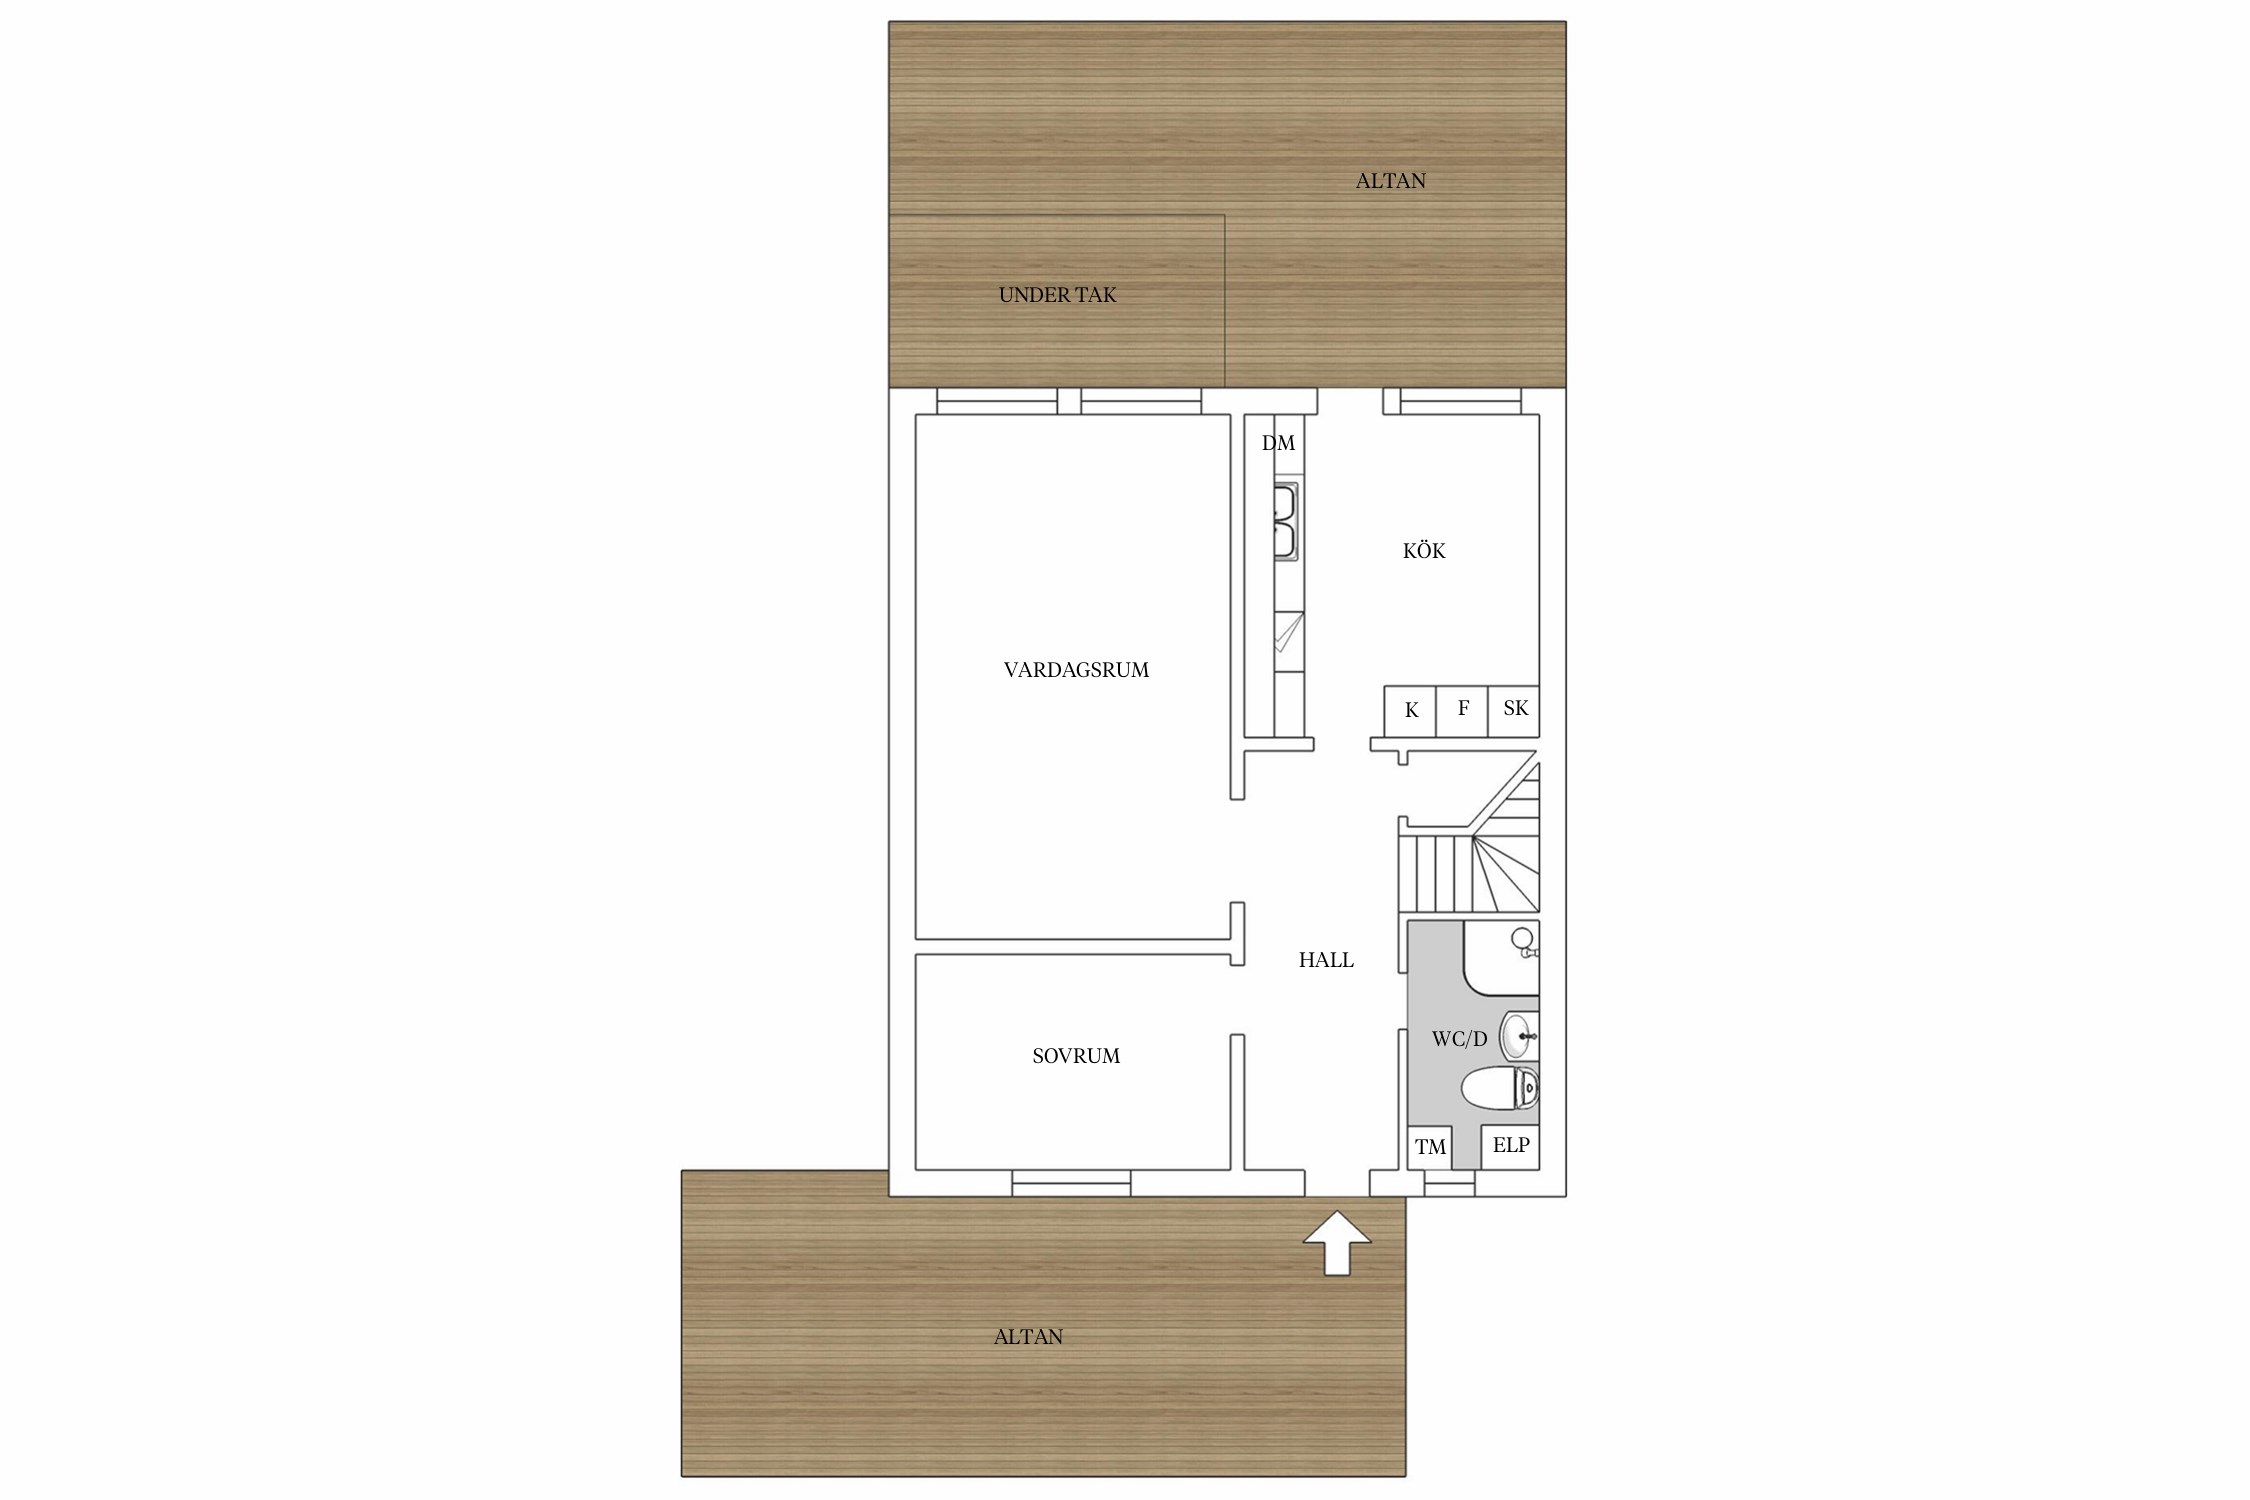 ALTAN
UNDER TAK
DM
KÖK
VARDAGSRUM
K
F
SK
HALL
WC/D
SOVRUM
TM
ELP
ALTAN